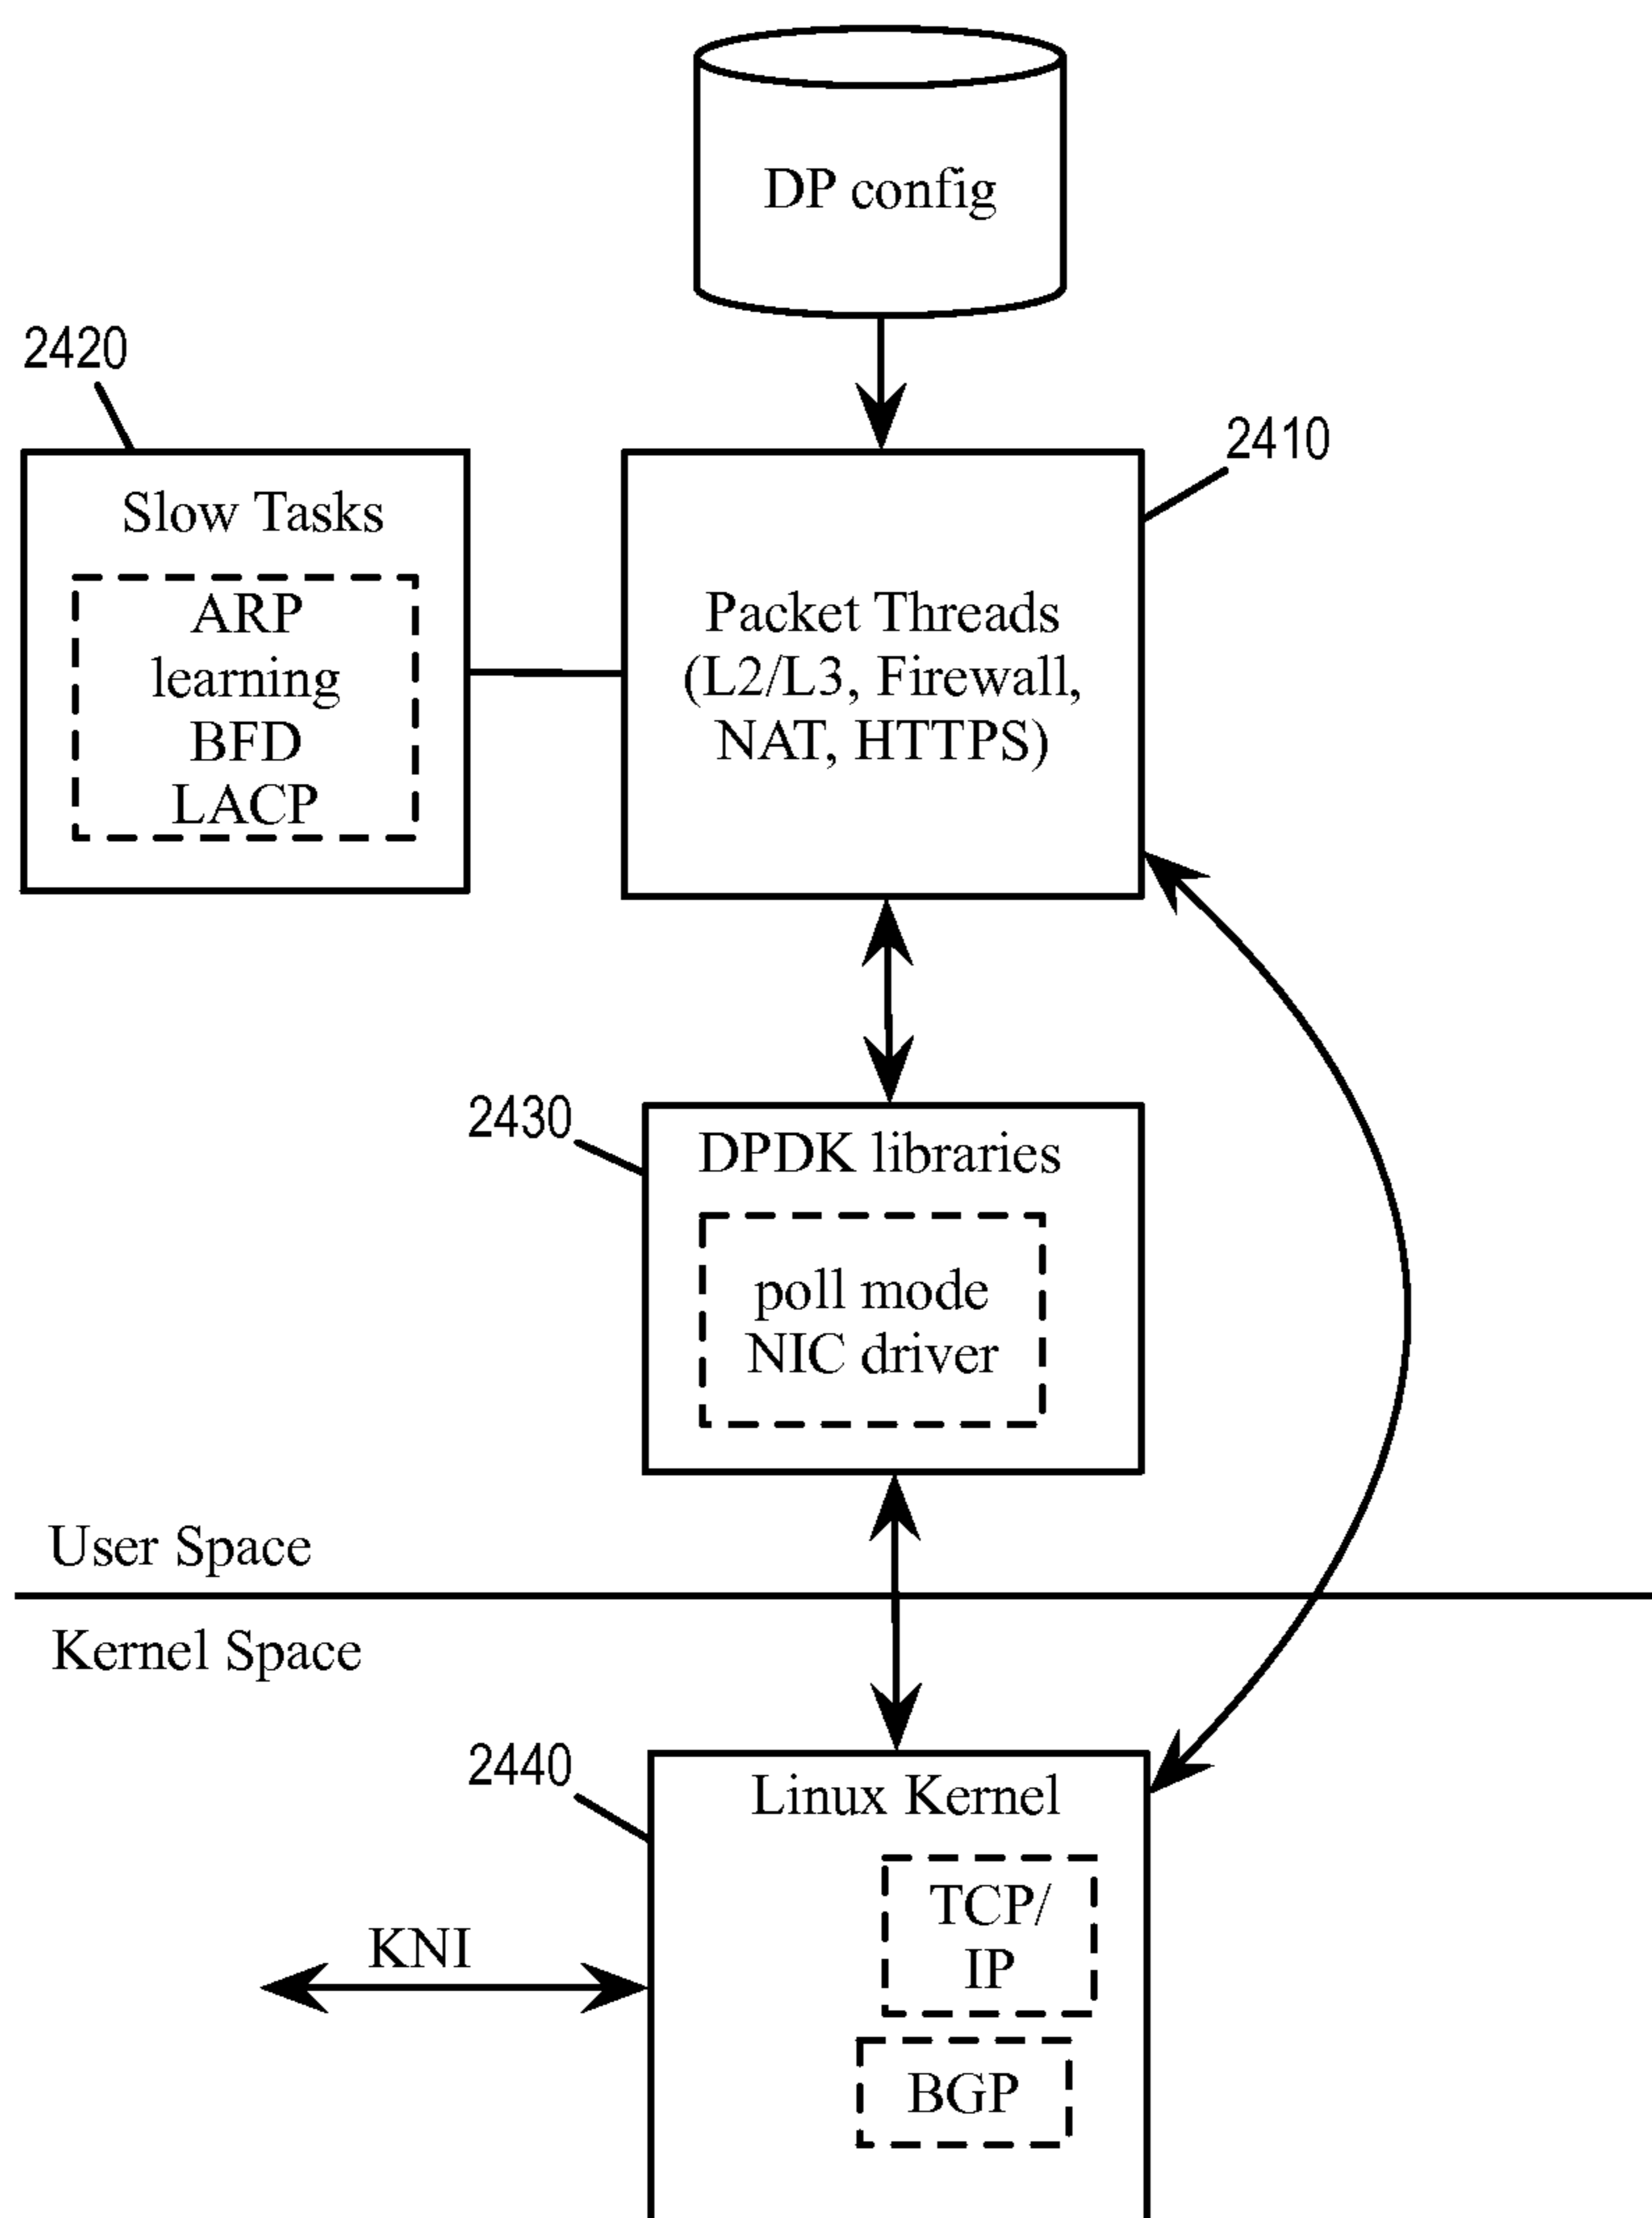 DP config
2420
2410
Slow Tasks
ARP
learning
BFD
LACP
Packet Threads
(L2/L3, Firewall,
NAT, HTTPS)
2430
DPDK libraries
poll mode
NIC driver
User Space
Kernel Space
2440
Linux Kernel
TCP/
IP
KNI
BGP